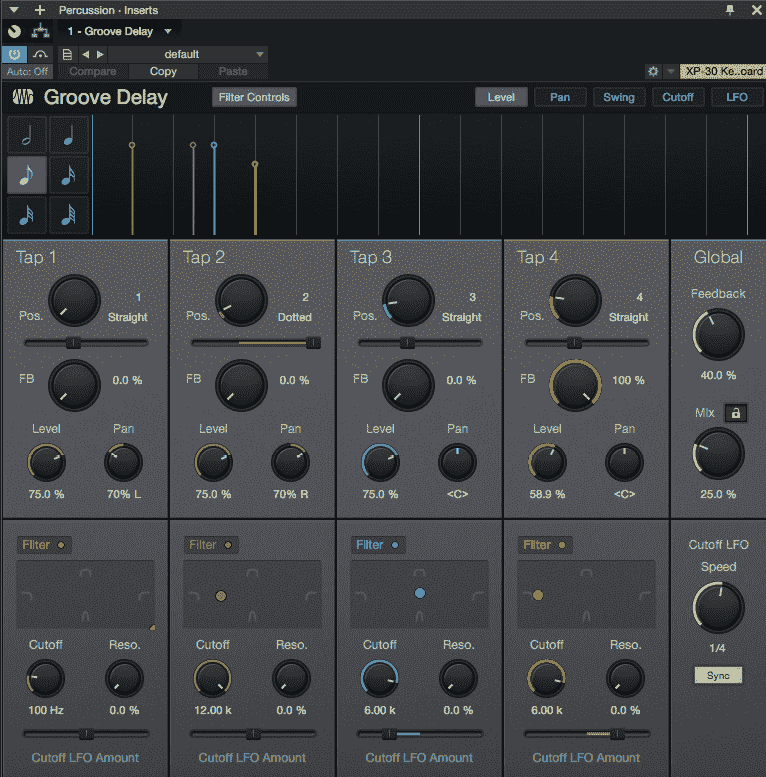 Percussion · Inserts
1 - Groove Delay
default
Auto: Off Compare Copy Paste XP-30 Ke..oard
Groove Delay Filter Controls Level Pan Swing Cutoff LFO
Tap 1 Tap 2 Tap 3 Tap 4 Global
1 2 3 4 Feedback
Pos. Straight Pos. Dotted Pos. Straight Pos. Straight
FB 0.0 % FB 0.0 % FB 0.0 % FB 100 % 40.0 %
Mix
Level Pan Level Pan Level Pan Level Pan
75.0 % 70% L 75.0 % 70% R 75.0 % <C> 58.9 % <C> 25.0 %
Filter Filter Filter Filter Cutoff LFO
Speed
Cutoff Reso. Cutoff Reso. Cutoff Reso. Cutoff Reso. 1/4
Sync
100 Hz 0.0 % 12.00 k 0.0 % 6.00 k 0.0 % 6.00 k 0.0 %
Cutoff LFO Amount Cutoff LFO Amount Cutoff LFO Amount Cutoff LFO Amount